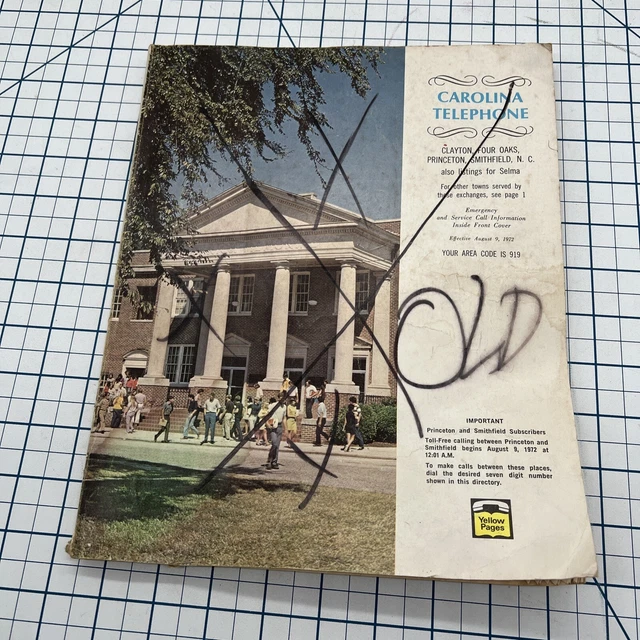 CAROLINA
TELEPHONE
CLAYTON, FOUR OAKS,
PRINCETON, SMITHFIELD, N. C.
also listings for Selma
For other towns served by
these exchanges, see page 1
Emergency
and Service Call Information
Inside Front Cover
Effective August 9, 1972
YOUR AREA CODE IS 919
OLD
IMPORTANT
Princeton and Smithfield Subscribers
Toll-Free calling between Princeton and
Smithfield begins August 9, 1972 at
12:01 A.M.
To make calls between these places,
dial the desired seven digit number
shown in this directory.
Yellow
Pages